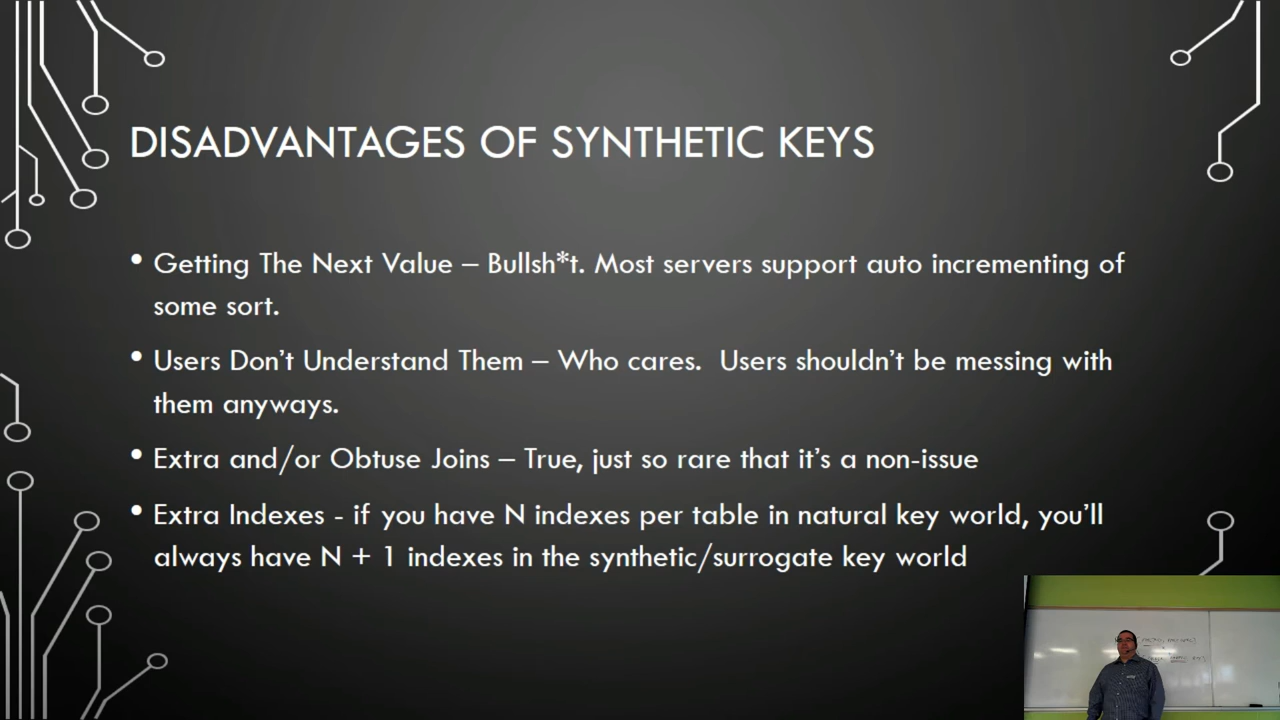 DISADVANTAGES OF SYNTHETIC KEYS
• Getting The Next Value – Bullsh*t. Most servers support auto incrementing of
some sort.
• Users Don't Understand Them – Who cares.  Users shouldn't be messing with
them anyways.
• Extra and/or Obtuse Joins – True, just so rare that it's a non-issue
• Extra Indexes - if you have N indexes per table in natural key world, you'll
always have N + 1 indexes in the synthetic/surrogate key world